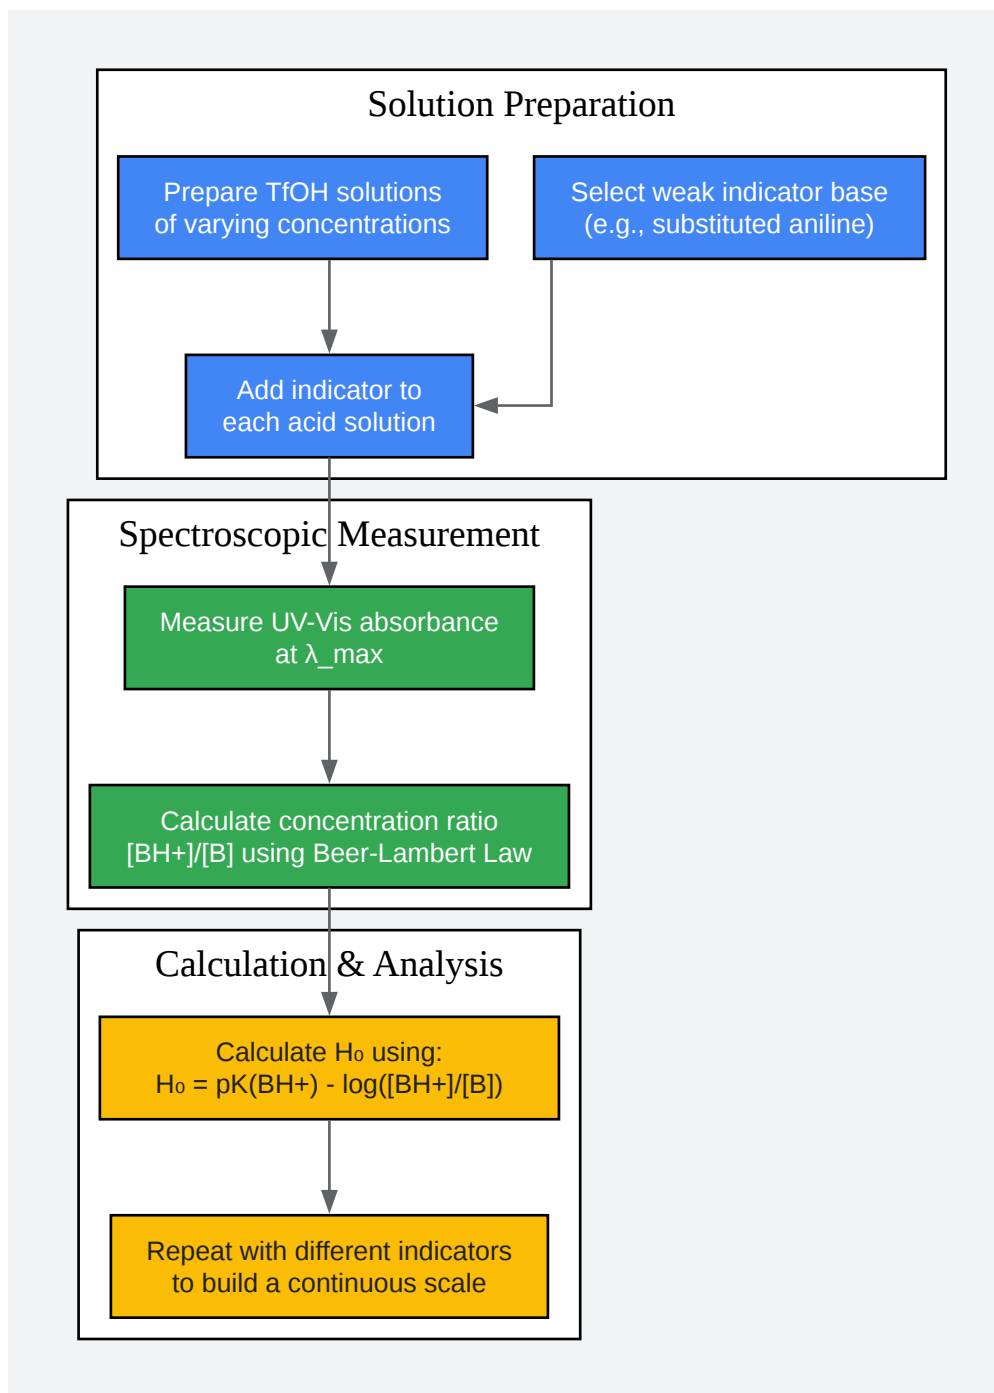 Solution Preparation
Prepare TfOH solutions
of varying concentrations
Select weak indicator base
(e.g., substituted aniline)
Add indicator to
each acid solution
Spectroscopic Measurement
Measure UV-Vis absorbance
at λ_max
Calculate concentration ratio
[BH+]/[B] using Beer-Lambert Law
Calculation & Analysis
Calculate H₀ using:
H₀ = pK(BH+) - log([BH+]/[B])
Repeat with different indicators
to build a continuous scale